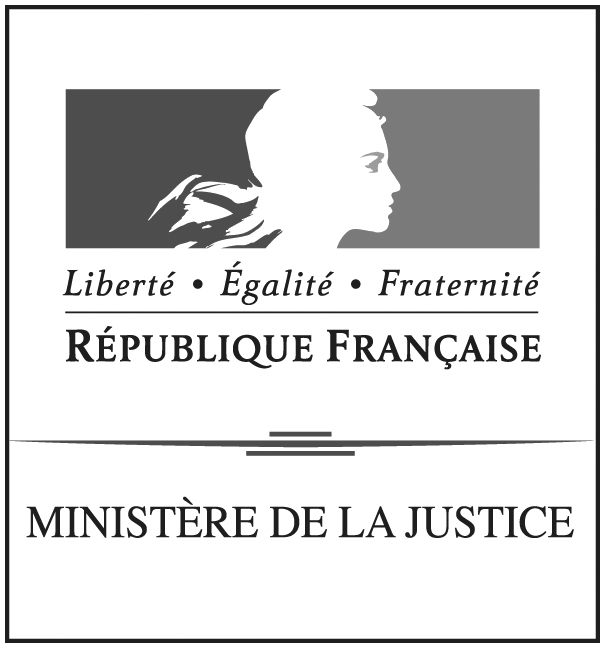 Liberté • Égalité • Fraternité
RÉPUBLIQUE FRANÇAISE
MINISTÈRE DE LA JUSTICE